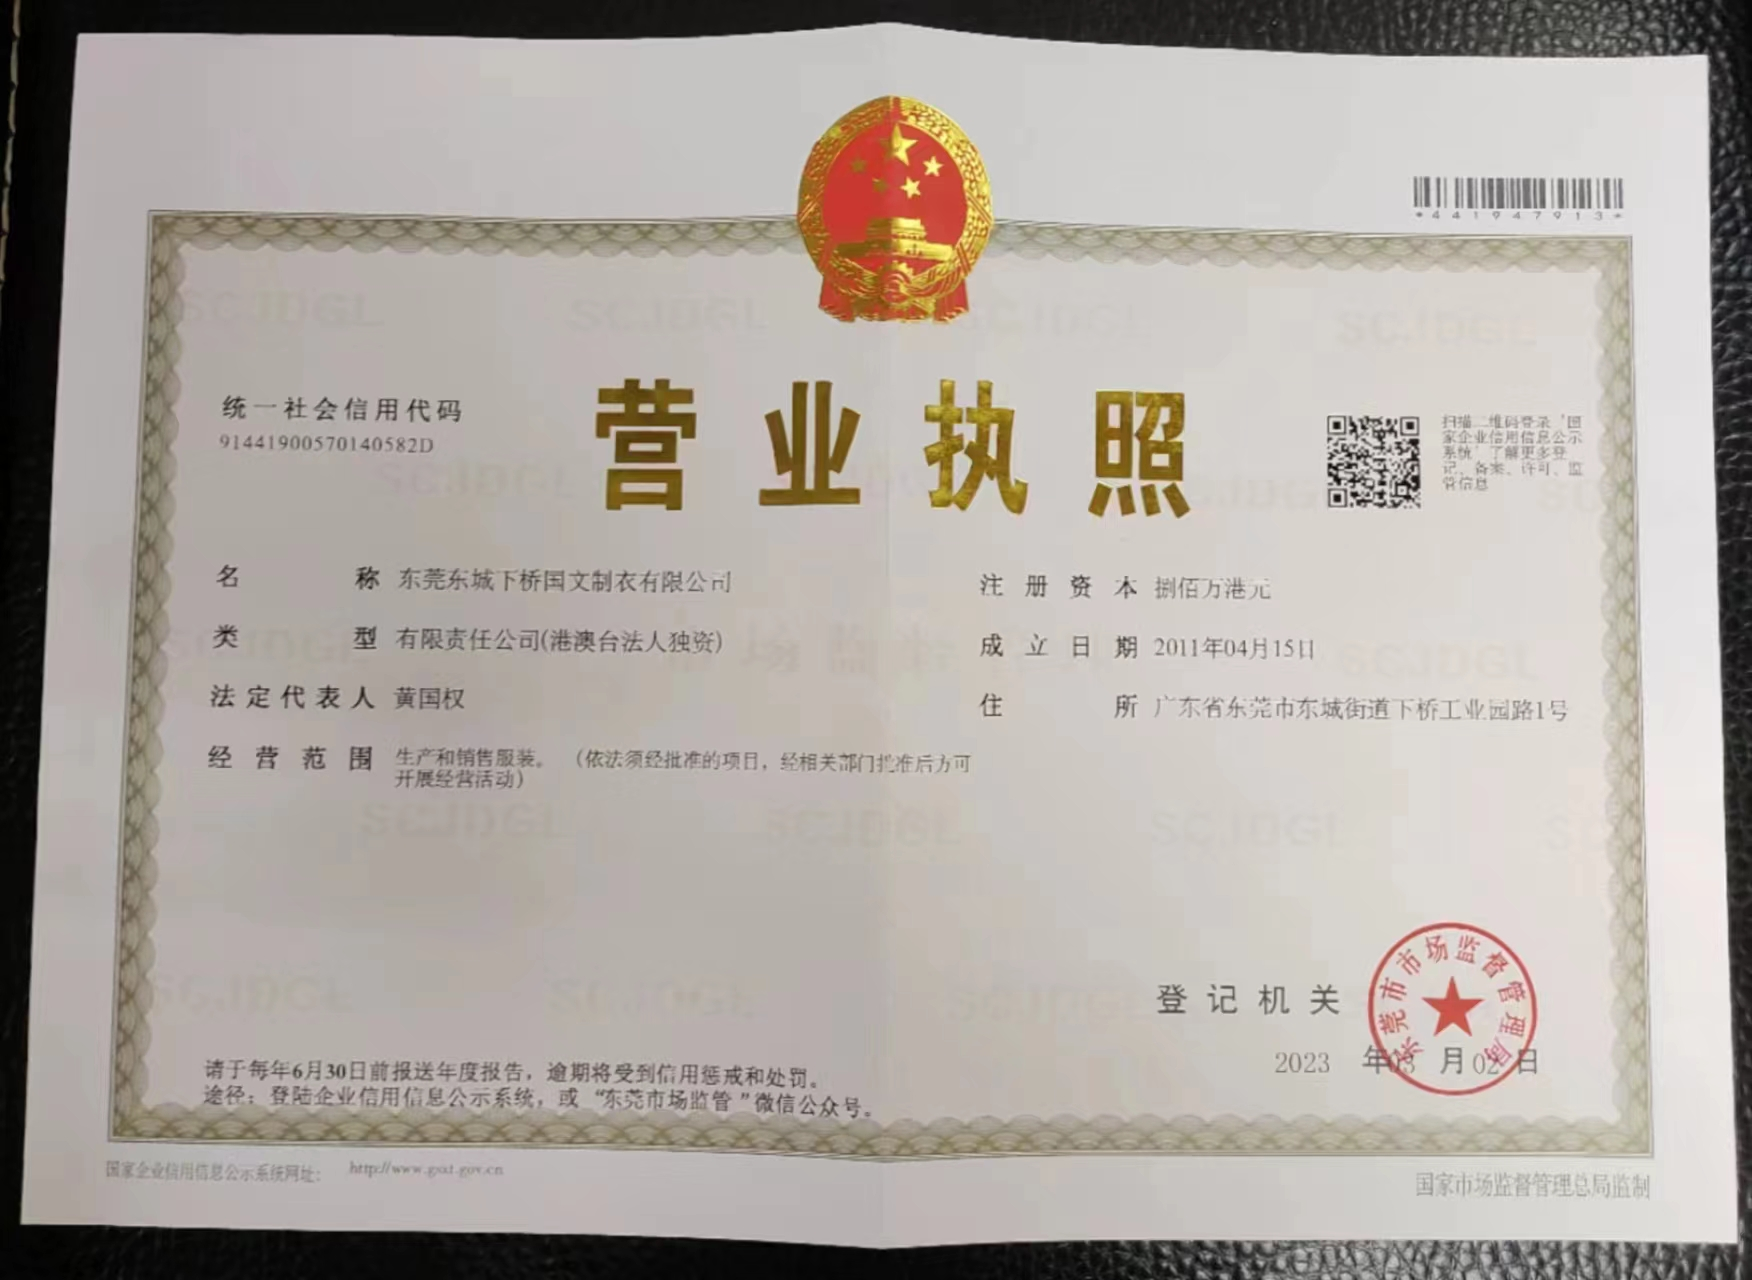 *441947913*
营业执照
统一社会信用代码
91441900570140582D
扫描二维码登录‘国
家企业信用信息公示
系统’了解更多登
记、备案、许可、监
管信息
名称 东莞东城下桥国文制衣有限公司
类型 有限责任公司(港澳台法人独资)
法定代表人 黄国权
经营范围 生产和销售服装。（依法须经批准的项目，经相关部门批准后方可
开展经营活动）
注册资本 捌佰万港元
成立日期 2011年04月15日
住所 广东省东莞市东城街道下桥工业园路1号
登记机关
东莞市市场监督管理局
2023 年03 月02日
请于每年6月30日前报送年度报告，逾期将受到信用惩戒和处罚。
途径：登陆企业信用信息公示系统，或“东莞市场监管”微信公众号。
国家企业信用信息公示系统网址： http://www.gsxt.gov.cn
国家市场监督管理总局监制
SCJDGL